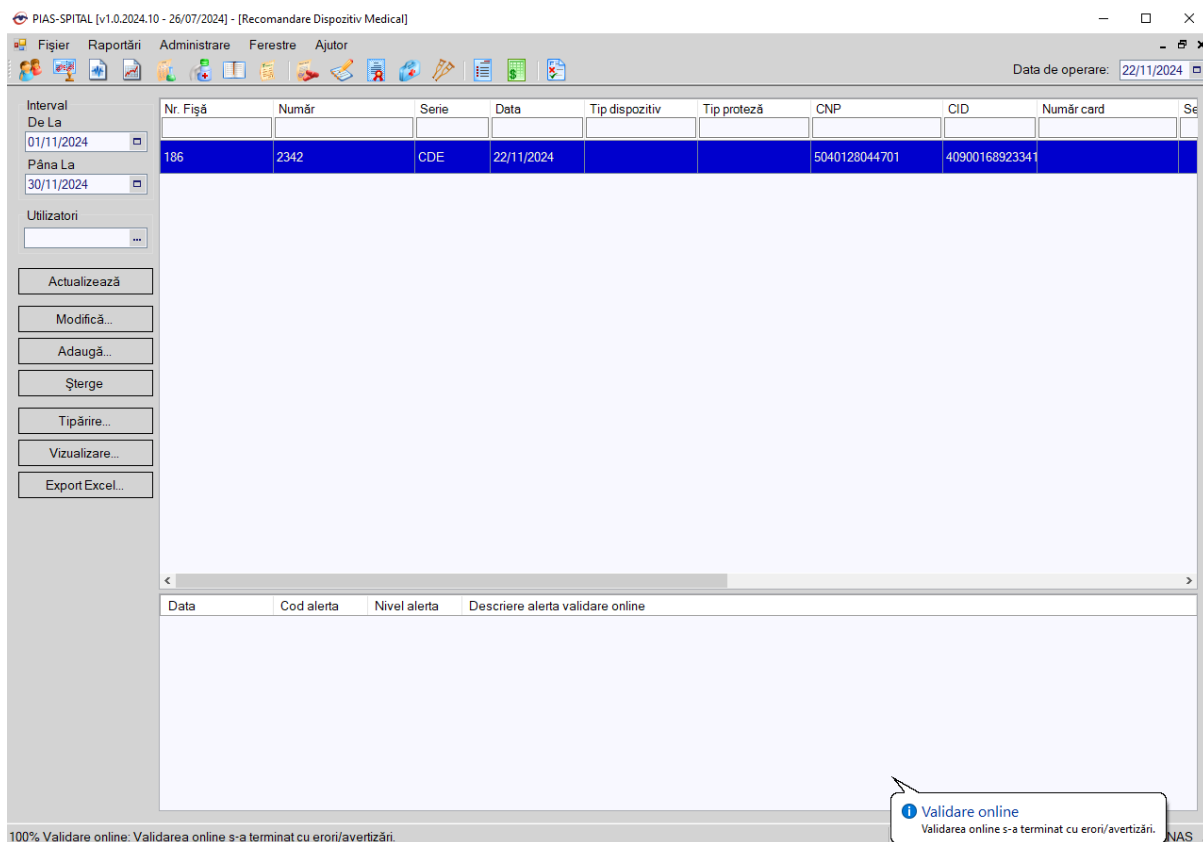 PIAS-SPITAL [v1.0.2024.10 - 26/07/2024] - [Recomandare Dispozitiv Medical]
Fişier Raportări Administrare Ferestre Ajutor
Data de operare: 22/11/2024
Interval
De La
01/11/2024
Pâna La
30/11/2024
Utilizatori
...
Actualizează
Modifică...
Adaugă...
Şterge
Tipărire...
Vizualizare...
Export Excel...
Nr. Fişă Număr Serie Data Tip dispozitiv Tip proteză CNP CID Număr card Se
186 2342 CDE 22/11/2024 5040128044701 40900168923341
Data Cod alerta Nivel alerta Descriere alerta validare online
Validare online
Validarea online s-a terminat cu erori/avertizări.
100% Validare online: Validarea online s-a terminat cu erori/avertizări. NAS